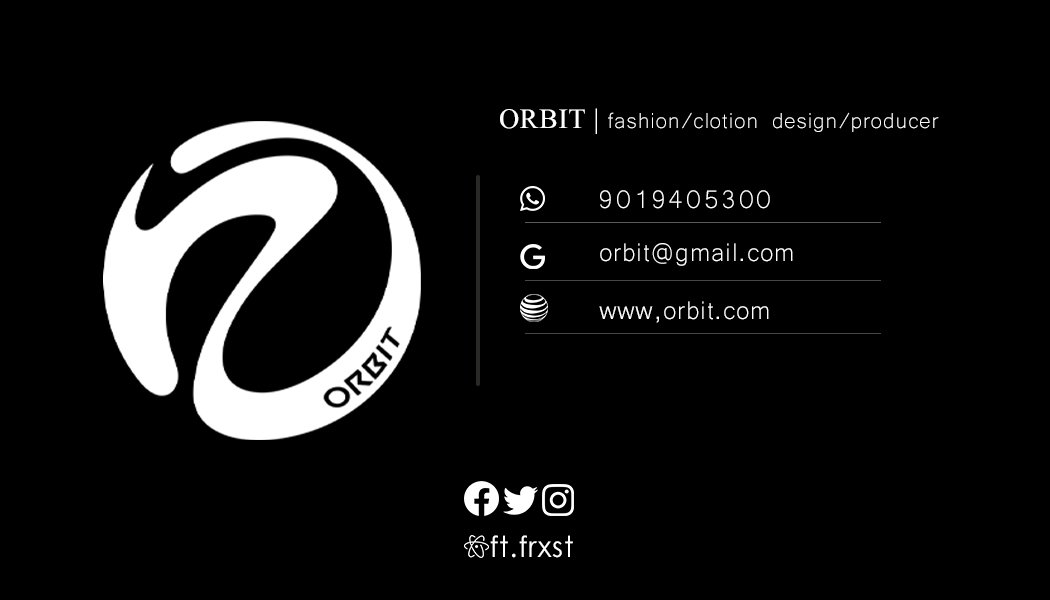 ORBIT | fashion/clotion design/producer
9019405300
orbit@gmail.com
www,orbit.com
ORBIT
ft.frxst